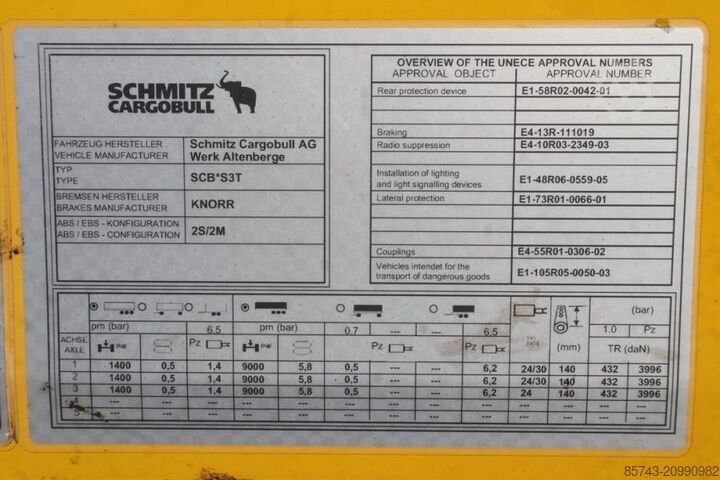 SCHMITZ
CARGOBULL
FAHRZEUG HERSTELLER
VEHICLE MANUFACTURER
Schmitz Cargobull AG
Werk Altenberge
TYP
TYPE
SCB*S3T
BREMSEN HERSTELLER
BRAKES MANUFACTURER
KNORR
ABS / EBS - KONFIGURATION
ABS / EBS - CONFIGURATION
2S/2M
OVERVIEW OF THE UNECE APPROVAL NUMBERS
APPROVAL OBJECT APPROVAL NUMBER
Rear protection device E1-58R02-0042-01
Braking E4-13R-111019
Radio suppression E4-10R03-2349-03
Installation of lighting
and light signalling devices
E1-48R06-0559-05
Lateral protection E1-73R01-0066-01
Couplings E4-55R01-0306-02
Vehicles intendet for the
transport of dangerous goods
E1-105R05-0050-03
(bar)
pm (bar) 6.5 pm (bar) 0.7 --- --- 6.5 1.0 Pz
ACHSE
AXLE
Pz Pz Pz (mm) TR (daN)
1 1400 0,5 1,4 9000 5,8 0,5 --- --- 6,2 24/30 140 432 3996
2 1400 0,5 1,4 9000 5,8 0,5 --- --- 6,2 24/30 140 432 3996
3 1400 0,5 1,4 9000 5,8 0,5 --- --- 6,2 24 140 432 3996
4 --- --- --- --- --- --- --- --- --- --- --- --- ---
5 --- --- --- --- --- --- --- --- --- --- --- --- ---
85743-20990982